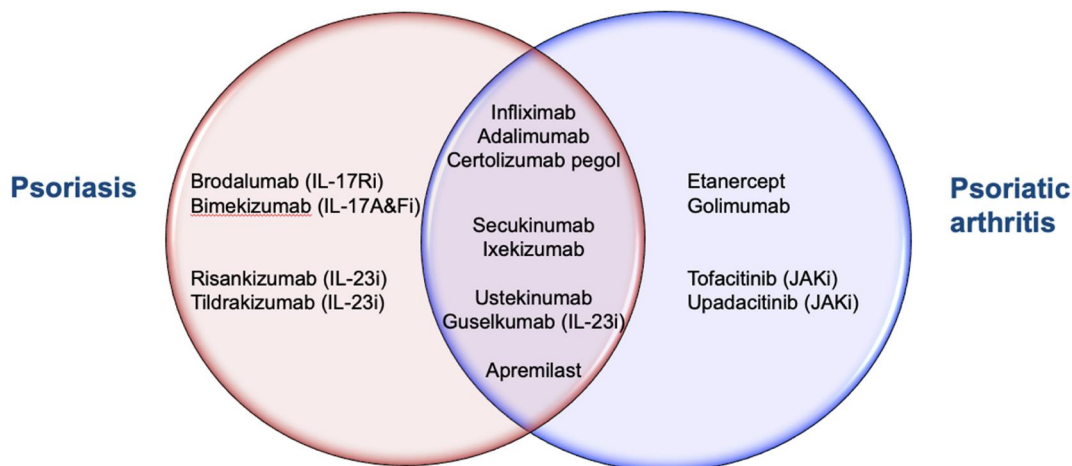 Psoriasis
Brodalumab (IL-17Ri)
Bimekizumab (IL-17A&Fi)
Risankizumab (IL-23i)
Tildrakizumab (IL-23i)
Infliximab
Adalimumab
Certolizumab pegol
Secukinumab
Ixekizumab
Ustekinumab
Guselkumab (IL-23i)
Apremilast
Etanercept
Golimumab
Tofacitinib (JAKi)
Upadacitinib (JAKi)
Psoriatic
arthritis